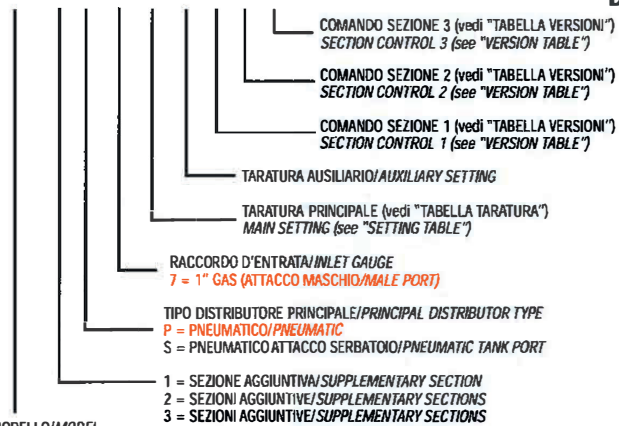 COMANDO SEZIONE 3 (vedi "TABELLA VERSIONI")
SECTION CONTROL 3 (see "VERSION TABLE")
COMANDO SEZIONE 2 (vedi "TABELLA VERSIONI")
SECTION CONTROL 2 (see "VERSION TABLE")
COMANDO SEZIONE 1 (vedi "TABELLA VERSIONI")
SECTION CONTROL 1 (see "VERSION TABLE")
TARATURA AUSILIARIO/AUXILIARY SETTING
TARATURA PRINCIPALE (vedi "TABELLA TARATURA")
MAIN SETTING (see "SETTING TABLE")
RACCORDO D'ENTRATA/INLET GAUGE
7 = 1" GAS (ATTACCO MASCHIO/MALE PORT)
TIPO DISTRIBUTORE PRINCIPALE/PRINCIPAL DISTRIBUTOR TYPE
P = PNEUMATICO/PNEUMATIC
S = PNEUMATICO ATTACCO SERBATOIO/PNEUMATIC TANK PORT
1 = SEZIONE AGGIUNTIVA/SUPPLEMENTARY SECTION
2 = SEZIONI AGGIUNTIVE/SUPPLEMENTARY SECTIONS
3 = SEZIONI AGGIUNTIVE/SUPPLEMENTARY SECTIONS